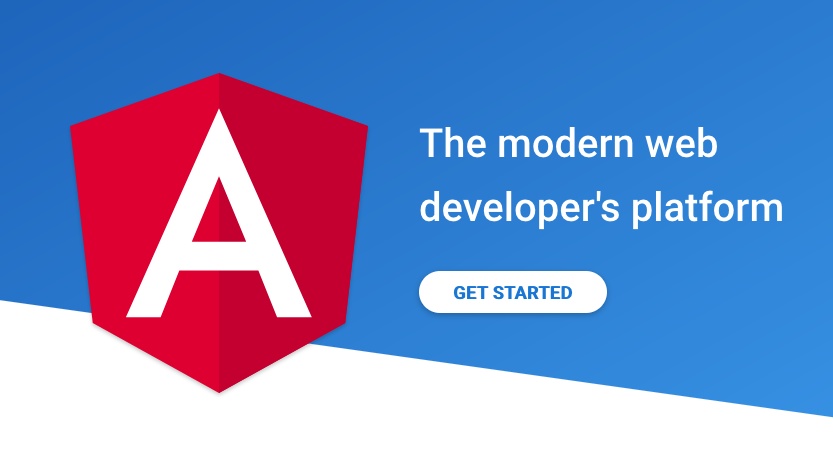 A
The modern web
developer's platform
GET STARTED